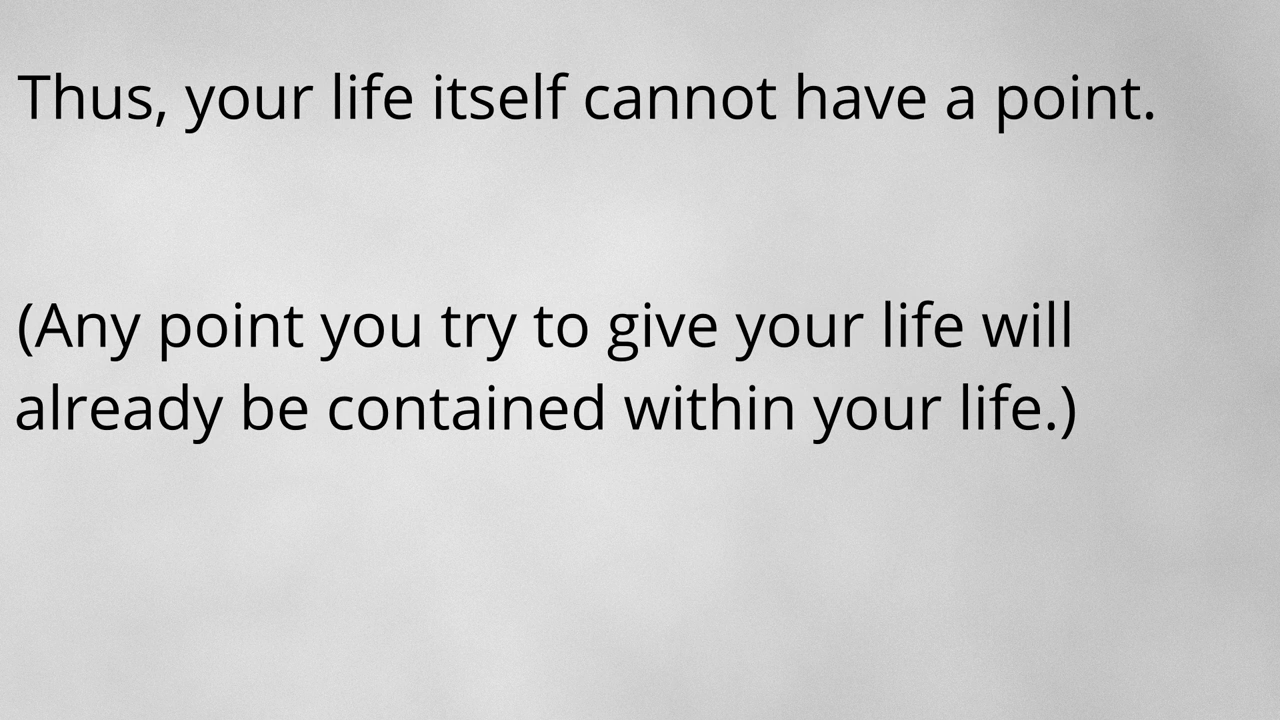 Thus, your life itself cannot have a point.
(Any point you try to give your life will
already be contained within your life.)